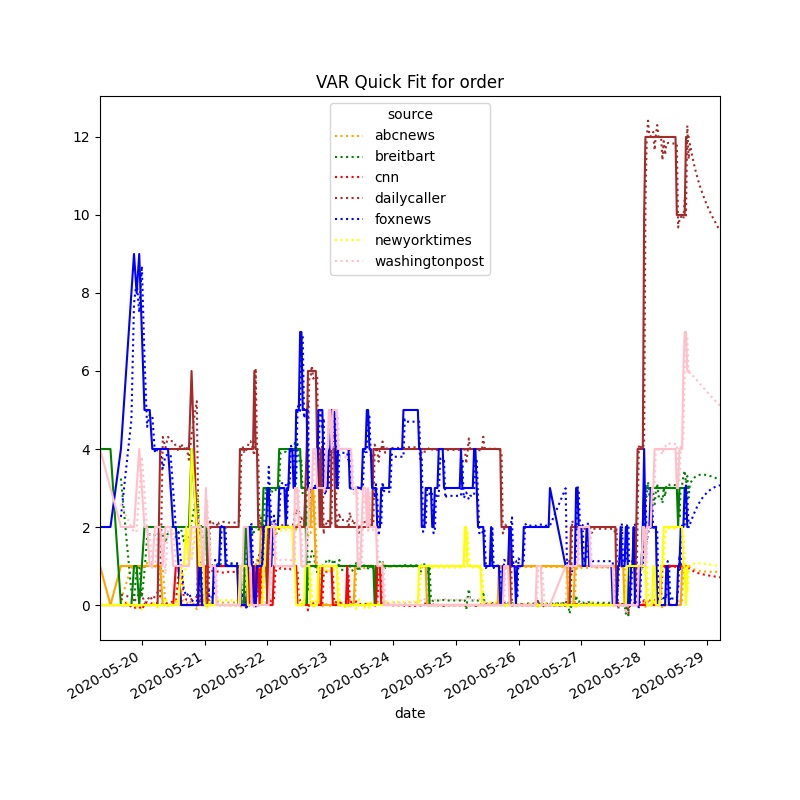 VAR Quick Fit for order
source
abcnews
breitbart
cnn
dailycaller
foxnews
newyorktimes
washingtonpost
12
10
8
6
4
2
0
2020-05-20
2020-05-21
2020-05-22
2020-05-23
2020-05-24
2020-05-25
2020-05-26
2020-05-27
2020-05-28
2020-05-29
date